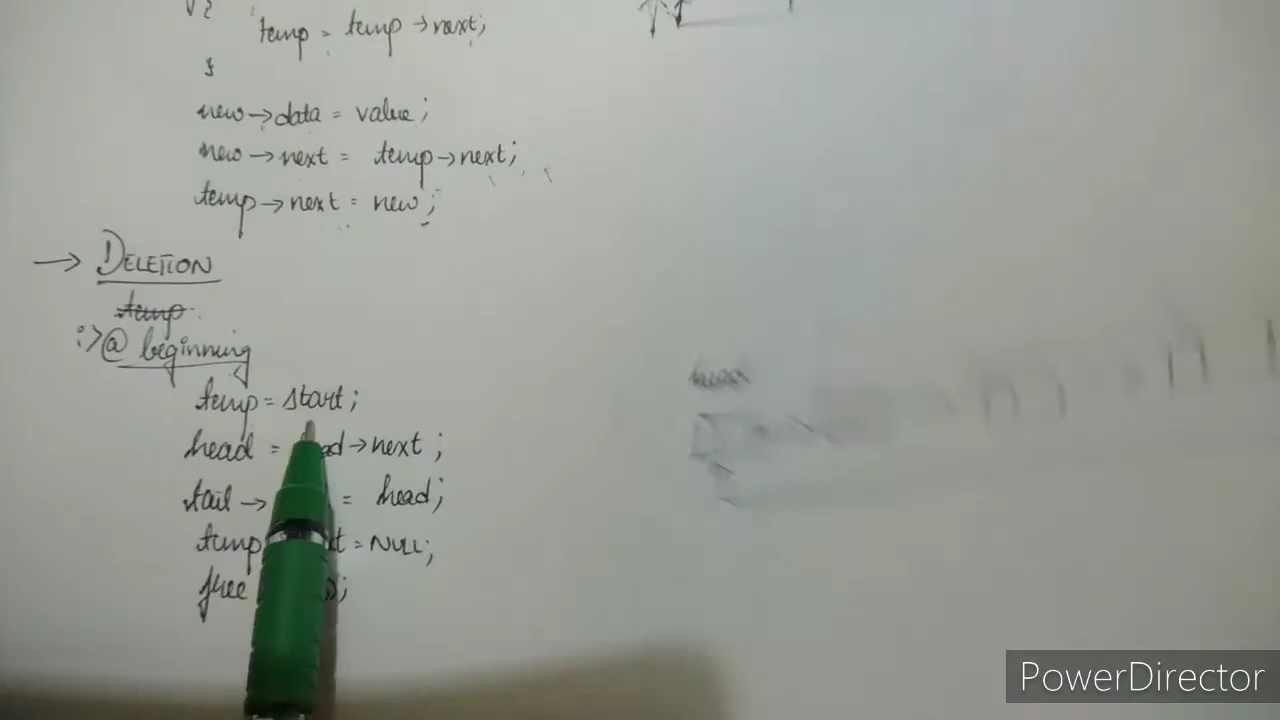 {
temp = temp → next;
}
new → data = value;
new → next = temp → next;
temp → next = new;
→ DELETION
:> @ beginning
temp = start;
head = → next;
tail → = head;
temp = NULL;
free ;
head
PowerDirector